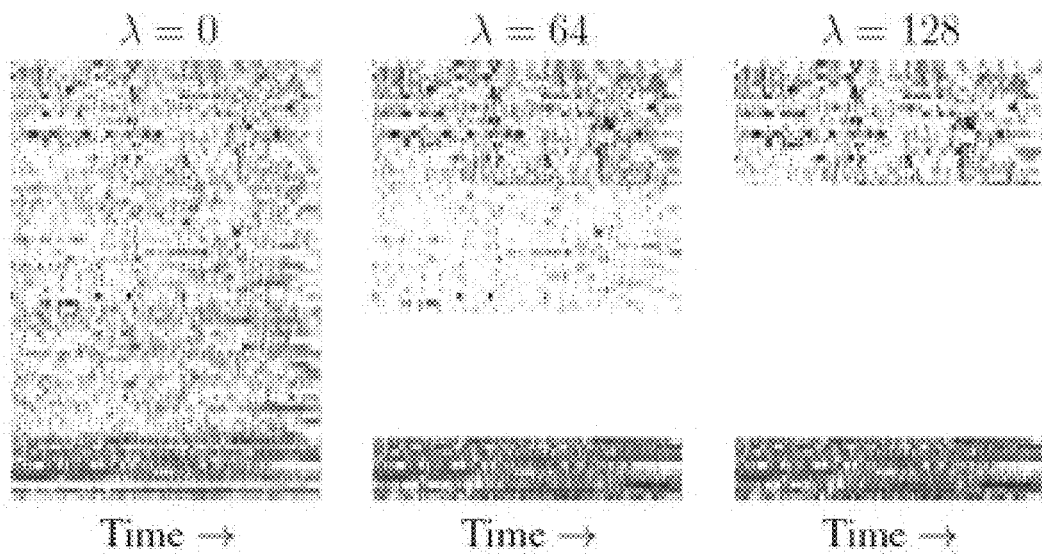 λ = 0 λ = 64 λ = 128
Time → Time → Time →